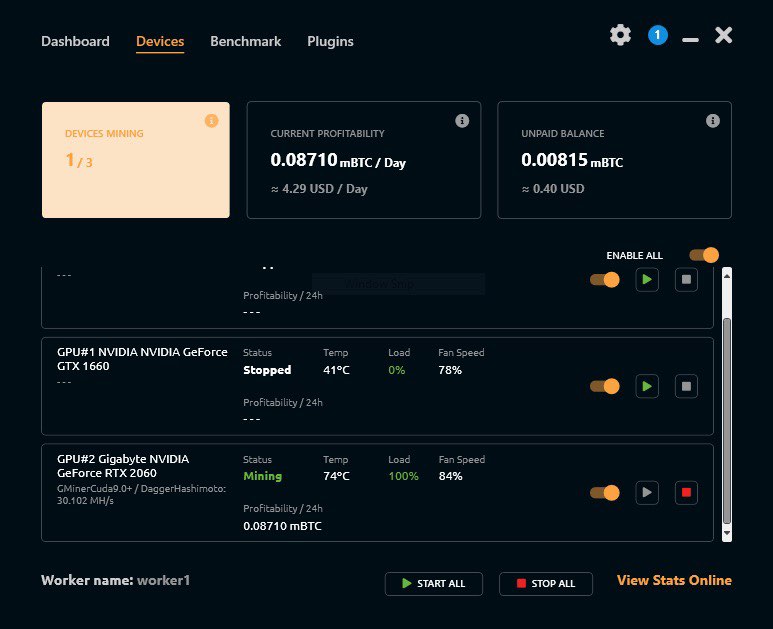 Dashboard
Devices
Benchmark
Plugins
1
DEVICES MINING
1 / 3
CURRENT PROFITABILITY
0.08710 mBTC / Day
≈ 4.29 USD / Day
UNPAID BALANCE
0.00815 mBTC
≈ 0.40 USD
ENABLE ALL
---
Window Snip
Profitability / 24h
---
GPU#1 NVIDIA NVIDIA GeForce
GTX 1660
---
Status
Temp
Load
Fan Speed
Stopped
41°C
0%
78%
Profitability / 24h
---
GPU#2 Gigabyte NVIDIA
GeForce RTX 2060
GMinerCuda9.0+ / DaggerHashimoto:
30.102 MH/s
Status
Temp
Load
Fan Speed
Mining
74°C
100%
84%
Profitability / 24h
0.08710 mBTC
Worker name: worker1
START ALL
STOP ALL
View Stats Online